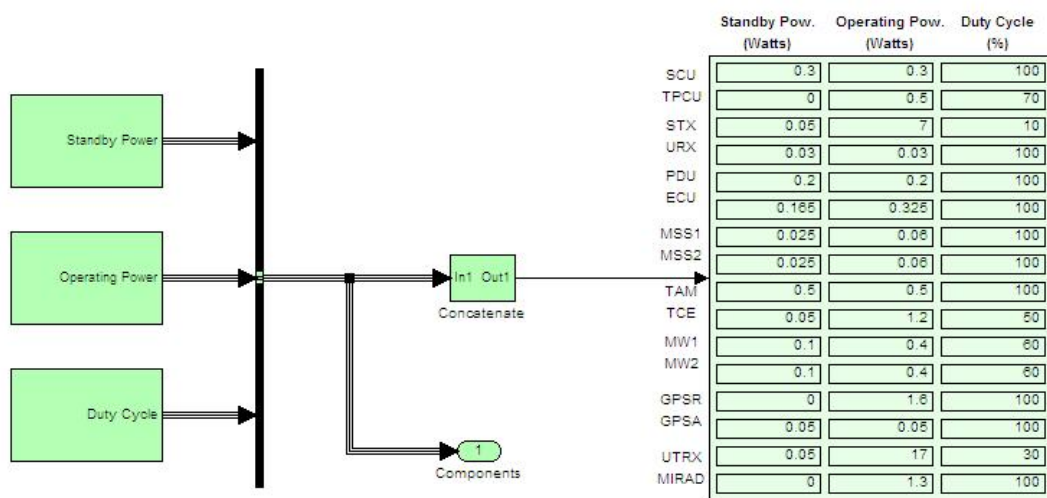 Standby Pow. Operating Pow. Duty Cycle
(Watts) (Watts) (%)
SCU 0.3 0.3 100
TPCU 0 0.5 70
STX 0.05 7 10
URX 0.03 0.03 100
PDU 0.2 0.2 100
ECU 0.165 0.325 100
MSS1 0.025 0.06 100
MSS2 0.025 0.06 100
TAM 0.5 0.5 100
TCE 0.05 1.2 50
MW1 0.1 0.4 60
MW2 0.1 0.4 60
GPSR 0 1.6 100
GPSA 0.05 0.05 100
UTRX 0.05 17 30
MIRAD 0 1.3 100
Standby Power
Operating Power
Duty Cycle
In1 Out1
Concatenate
1
Components